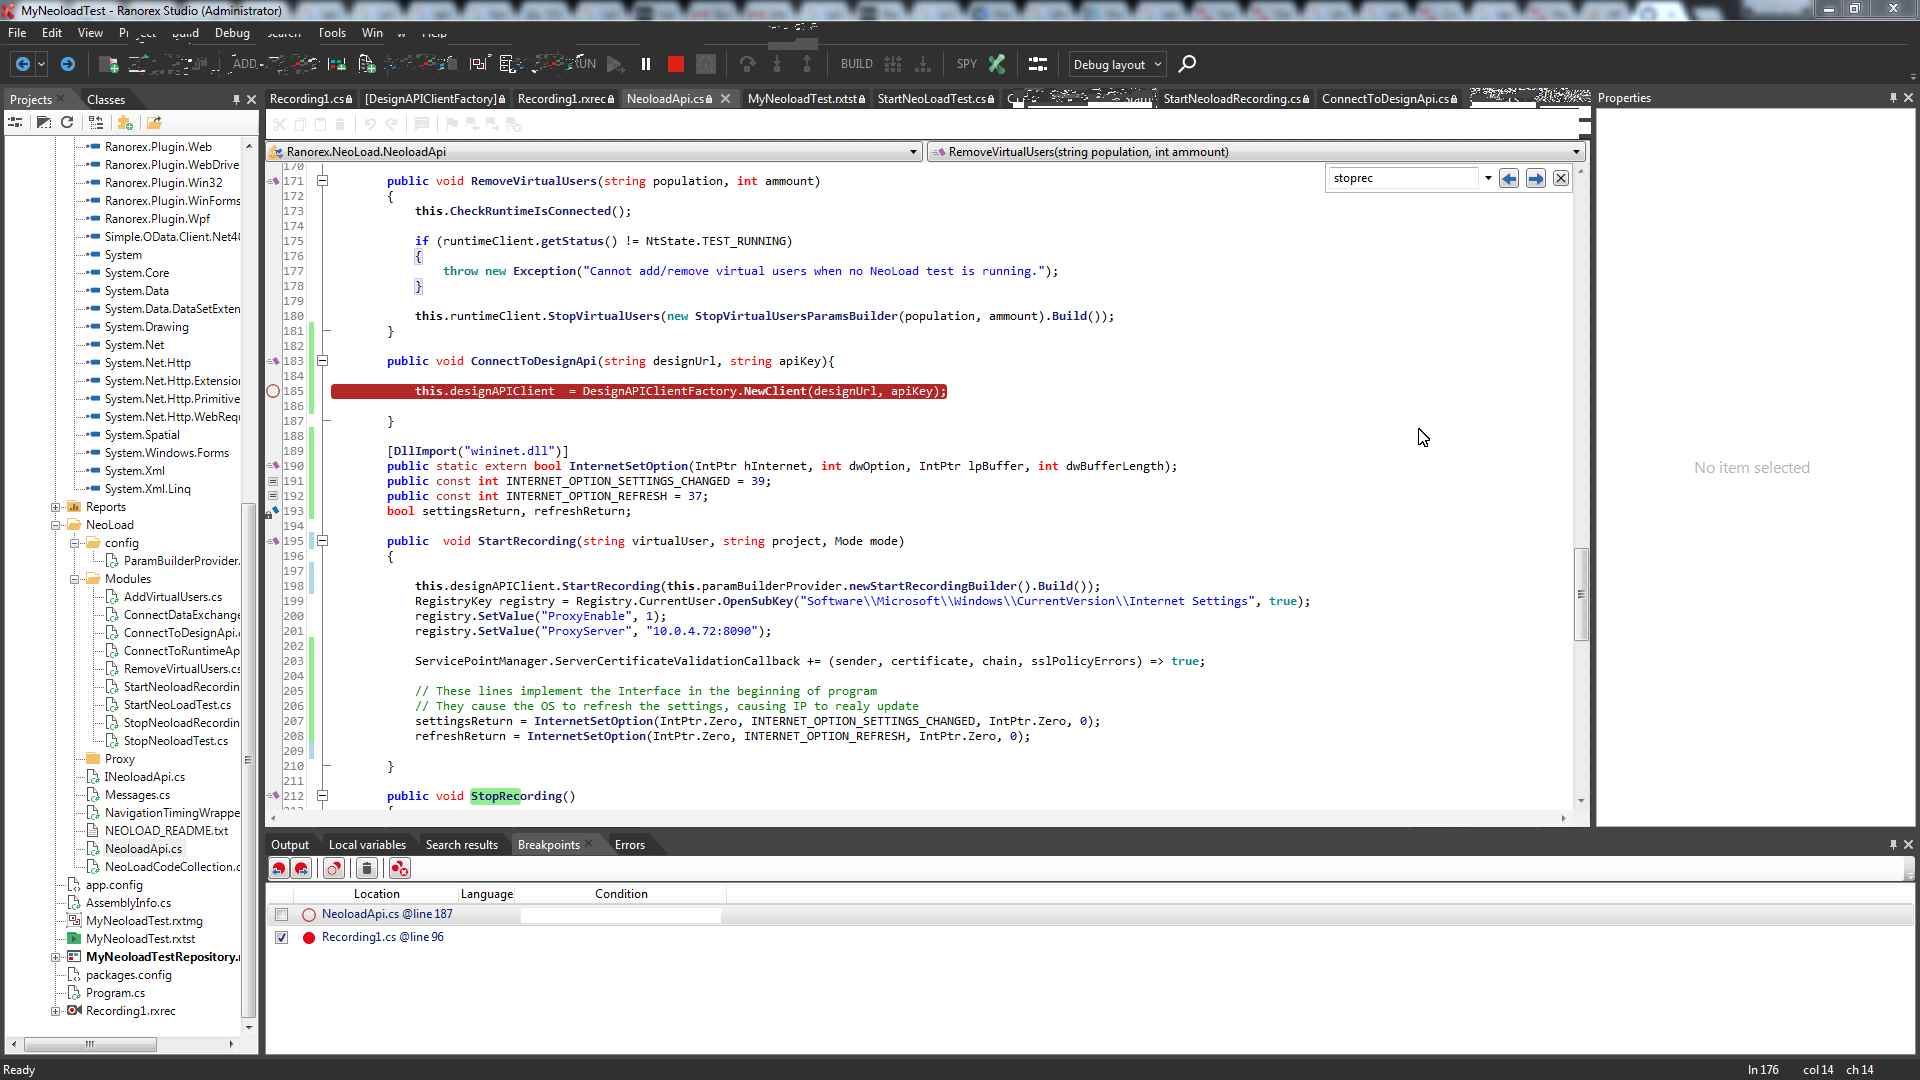 MyNeoloadTest - Ranorex Studio (Administrator)
File Edit View Debug Tools
ADD
BUILD SPY Debug layout
Projects Classes
Recording1.cs [DesignAPIClientFactory] Recording1.rxrec NeoloadApi.cs MyNeoloadTest.rxtst StartNeoLoadTest.cs StartNeoloadRecording.cs ConnectToDesignApi.cs
Properties
Ranorex.NeoLoad.NeoloadApi
RemoveVirtualUsers(string population, int ammount)
stoprec
Ranorex.Plugin.Web
Ranorex.Plugin.WebDrive
Ranorex.Plugin.Win32
Ranorex.Plugin.WinForms
Ranorex.Plugin.Wpf
Simple.OData.Client.Net4
System
System.Core
System.Data
System.Data.DataSetExten
System.Drawing
System.Net
System.Net.Http
System.Net.Http.Extensio
System.Net.Http.Primitive
System.Net.Http.WebReq
System.Spatial
System.Windows.Forms
System.Xml
System.Xml.Linq
Reports
NeoLoad
config
ParamBuilderProvider.
Modules
AddVirtualUsers.cs
ConnectDataExchange
ConnectToDesignApi.
ConnectToRuntimeAp
RemoveVirtualUsers.cs
StartNeoloadRecordin
StartNeoLoadTest.cs
StopNeoloadRecordin
StopNeoloadTest.cs
Proxy
INeoloadApi.cs
Messages.cs
NavigationTimingWrappe
NEOLOAD_README.txt
NeoloadApi.cs
NeoLoadCodeCollection.c
app.config
AssemblyInfo.cs
MyNeoloadTest.rxtmg
MyNeoloadTest.rxtst
MyNeoloadTestRepository.
packages.config
Program.cs
Recording1.rxrec
170
171 public void RemoveVirtualUsers(string population, int ammount)
172 {
173 this.CheckRuntimeIsConnected();
174
175 if (runtimeClient.getStatus() != NtState.TEST_RUNNING)
176 {
177 throw new Exception("Cannot add/remove virtual users when no NeoLoad test is running.");
178 }
179
180 this.runtimeClient.StopVirtualUsers(new StopVirtualUsersParamsBuilder(population, ammount).Build());
181 }
182
183 public void ConnectToDesignApi(string designUrl, string apiKey){
184
185 this.designAPIClient = DesignAPIClientFactory.NewClient(designUrl, apiKey);
186
187 }
188
189 [DllImport("wininet.dll")]
190 public static extern bool InternetSetOption(IntPtr hInternet, int dwOption, IntPtr lpBuffer, int dwBufferLength);
191 public const int INTERNET_OPTION_SETTINGS_CHANGED = 39;
192 public const int INTERNET_OPTION_REFRESH = 37;
193 bool settingsReturn, refreshReturn;
194
195 public void StartRecording(string virtualUser, string project, Mode mode)
196 {
197
198 this.designAPIClient.StartRecording(this.paramBuilderProvider.newStartRecordingBuilder().Build());
199 RegistryKey registry = Registry.CurrentUser.OpenSubKey("Software\\Microsoft\\Windows\\CurrentVersion\\Internet Settings", true);
200 registry.SetValue("ProxyEnable", 1);
201 registry.SetValue("ProxyServer", "10.0.4.72:8090");
202
203 ServicePointManager.ServerCertificateValidationCallback += (sender, certificate, chain, sslPolicyErrors) => true;
204
205 // These lines implement the Interface in the beginning of program
206 // They cause the OS to refresh the settings, causing IP to realy update
207 settingsReturn = InternetSetOption(IntPtr.Zero, INTERNET_OPTION_SETTINGS_CHANGED, IntPtr.Zero, 0);
208 refreshReturn = InternetSetOption(IntPtr.Zero, INTERNET_OPTION_REFRESH, IntPtr.Zero, 0);
209
210 }
211
212 public void StopRecording()
No item selected
Output Local variables Search results Breakpoints Errors
Location Language Condition
NeoloadApi.cs @line 187
Recording1.cs @line 96
Ready
ln 176 col 14 ch 14